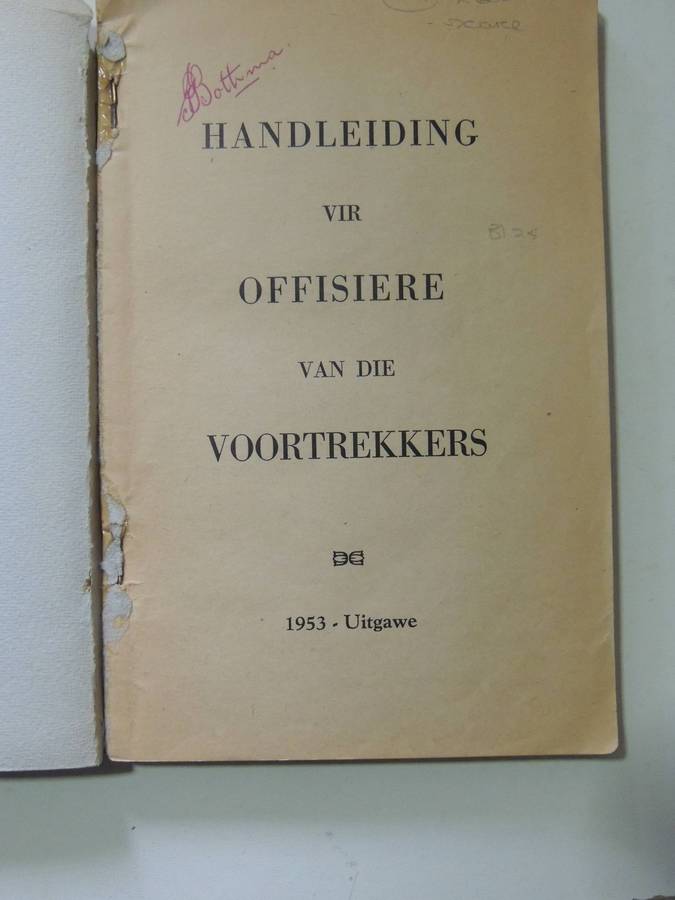 Bothma.
HANDLEIDING
VIR
OFFISIERE
VAN DIE
VOORTREKKERS
1953 - Uitgawe